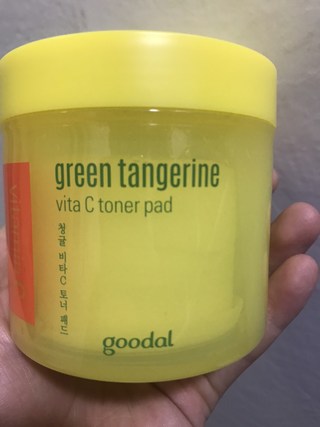 green tangerine
vita C toner pad
청귤 비타C 토너 패드
goodal